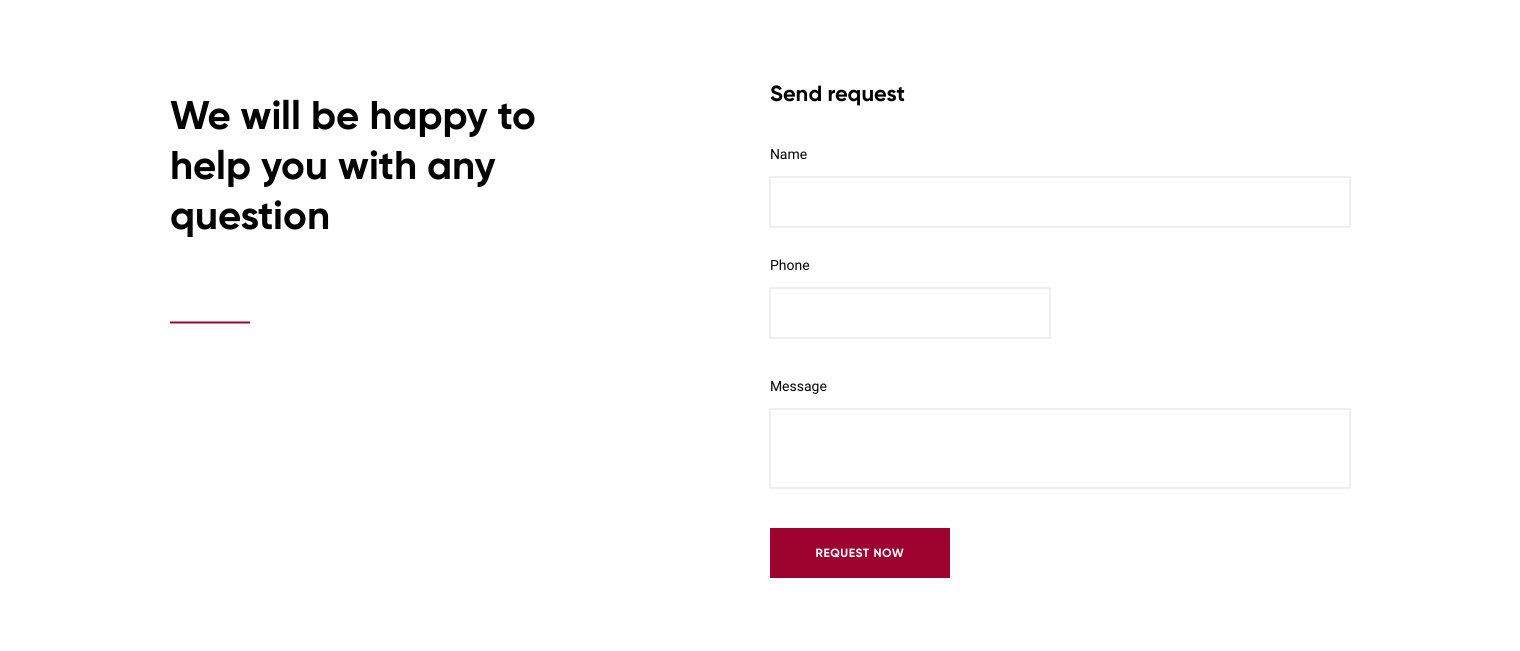 We will be happy to
help you with any
question
Send request
Name
Phone
Message
REQUEST NOW